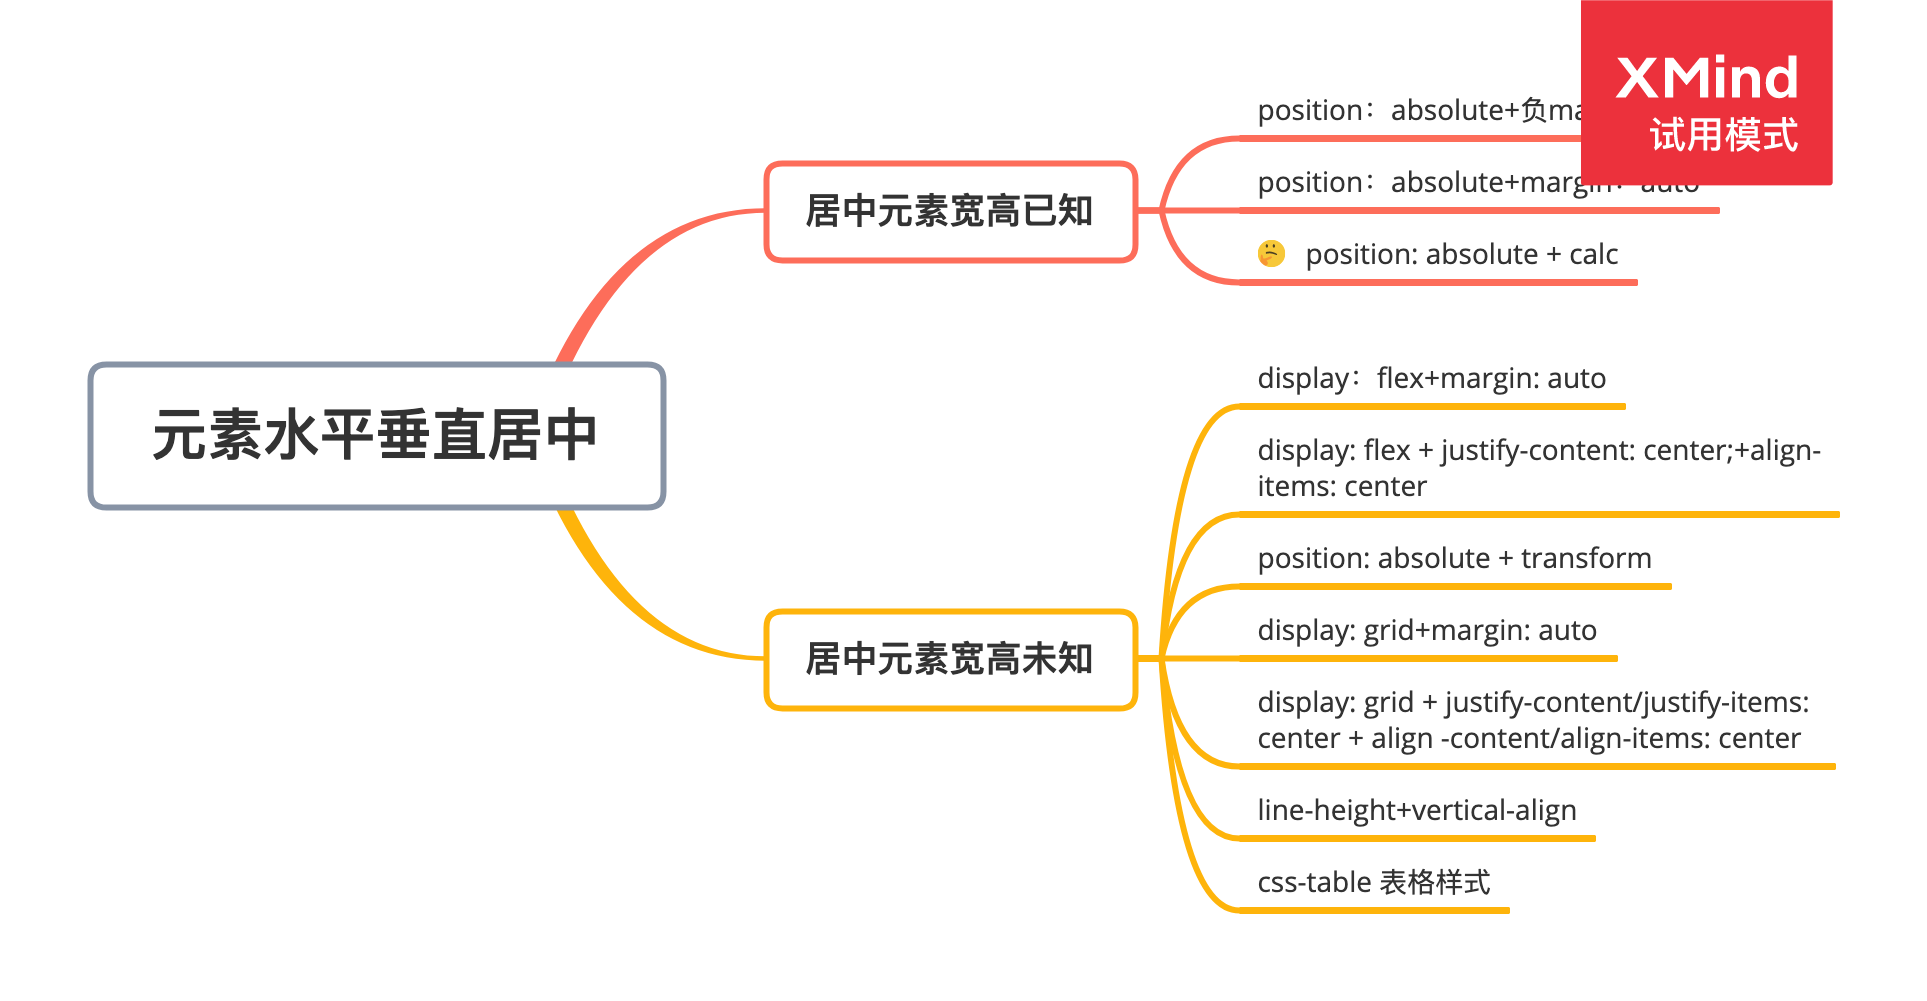 XMind
试用模式
position：absolute+负
position：absolute+margin：auto
居中元素宽高已知
🤔 position: absolute + calc
元素水平垂直居中
display：flex+margin: auto
display: flex + justify-content: center;+align-
items: center
position: absolute + transform
居中元素宽高未知
display: grid+margin: auto
display: grid + justify-content/justify-items:
center + align -content/align-items: center
line-height+vertical-align
css-table 表格样式